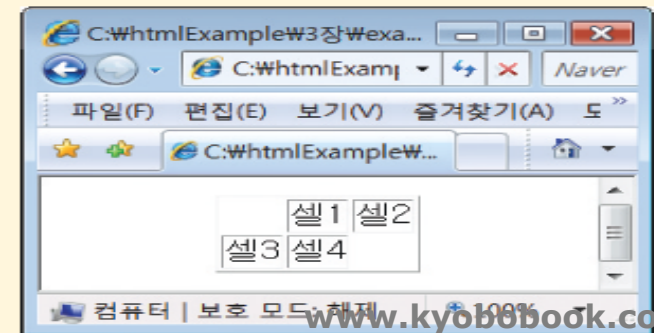 C:₩htmlExample₩3장₩exa...
C:₩htmlExamp Naver
파일(F) 편집(E) 보기(V) 즐겨찾기(A) 도 »
C:₩htmlExample₩...
셀1 셀2
셀3 셀4
컴퓨터 | 보호 모드: 해제 100%
www.kyobobook.co